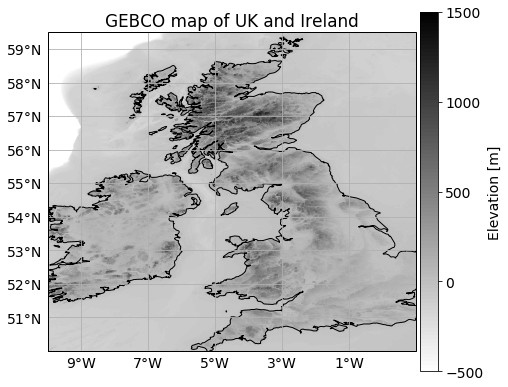 GEBCO map of UK and Ireland
59°N
58°N
57°N
56°N
55°N
54°N
53°N
52°N
51°N
9°W 7°W 5°W 3°W 1°W
1500
1000
500
0
−500
Elevation [m]